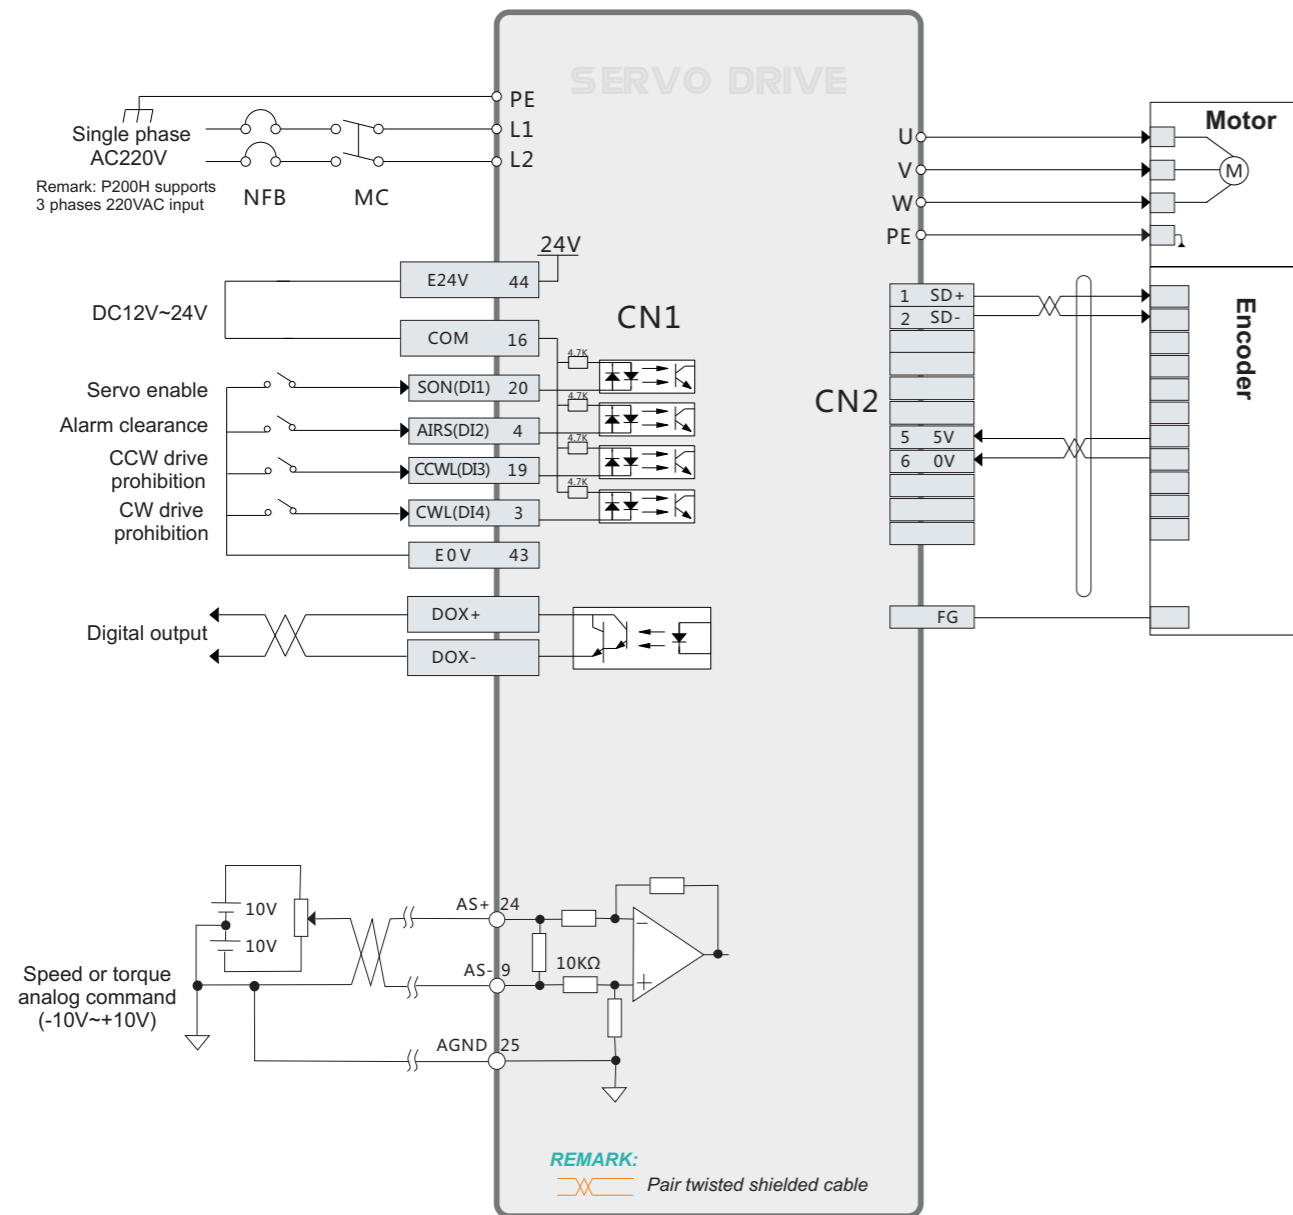 SERVO DRIVE
PE
L1
L2
Single phase
AC220V
Remark: P200H supports
3 phases 220VAC input
NFB
MC
U
V
W
PE
Motor
M
24V
E24V 44
DC12V~24V
COM 16
CN1
4.7K
Servo enable
SON(DI1) 20
4.7K
Alarm clearance
AIRS(DI2) 4
4.7K
CCW drive
prohibition
CCWL(DI3) 19
4.7K
CW drive
prohibition
CWL(DI4) 3
E0V 43
Digital output
DOX+
DOX-
CN2
1 SD+
2 SD-
5 5V
6 0V
FG
Encoder
10V
10V
AS+ 24
AS- 9
10KΩ
Speed or torque
analog command
(-10V~+10V)
AGND 25
REMARK:
Pair twisted shielded cable